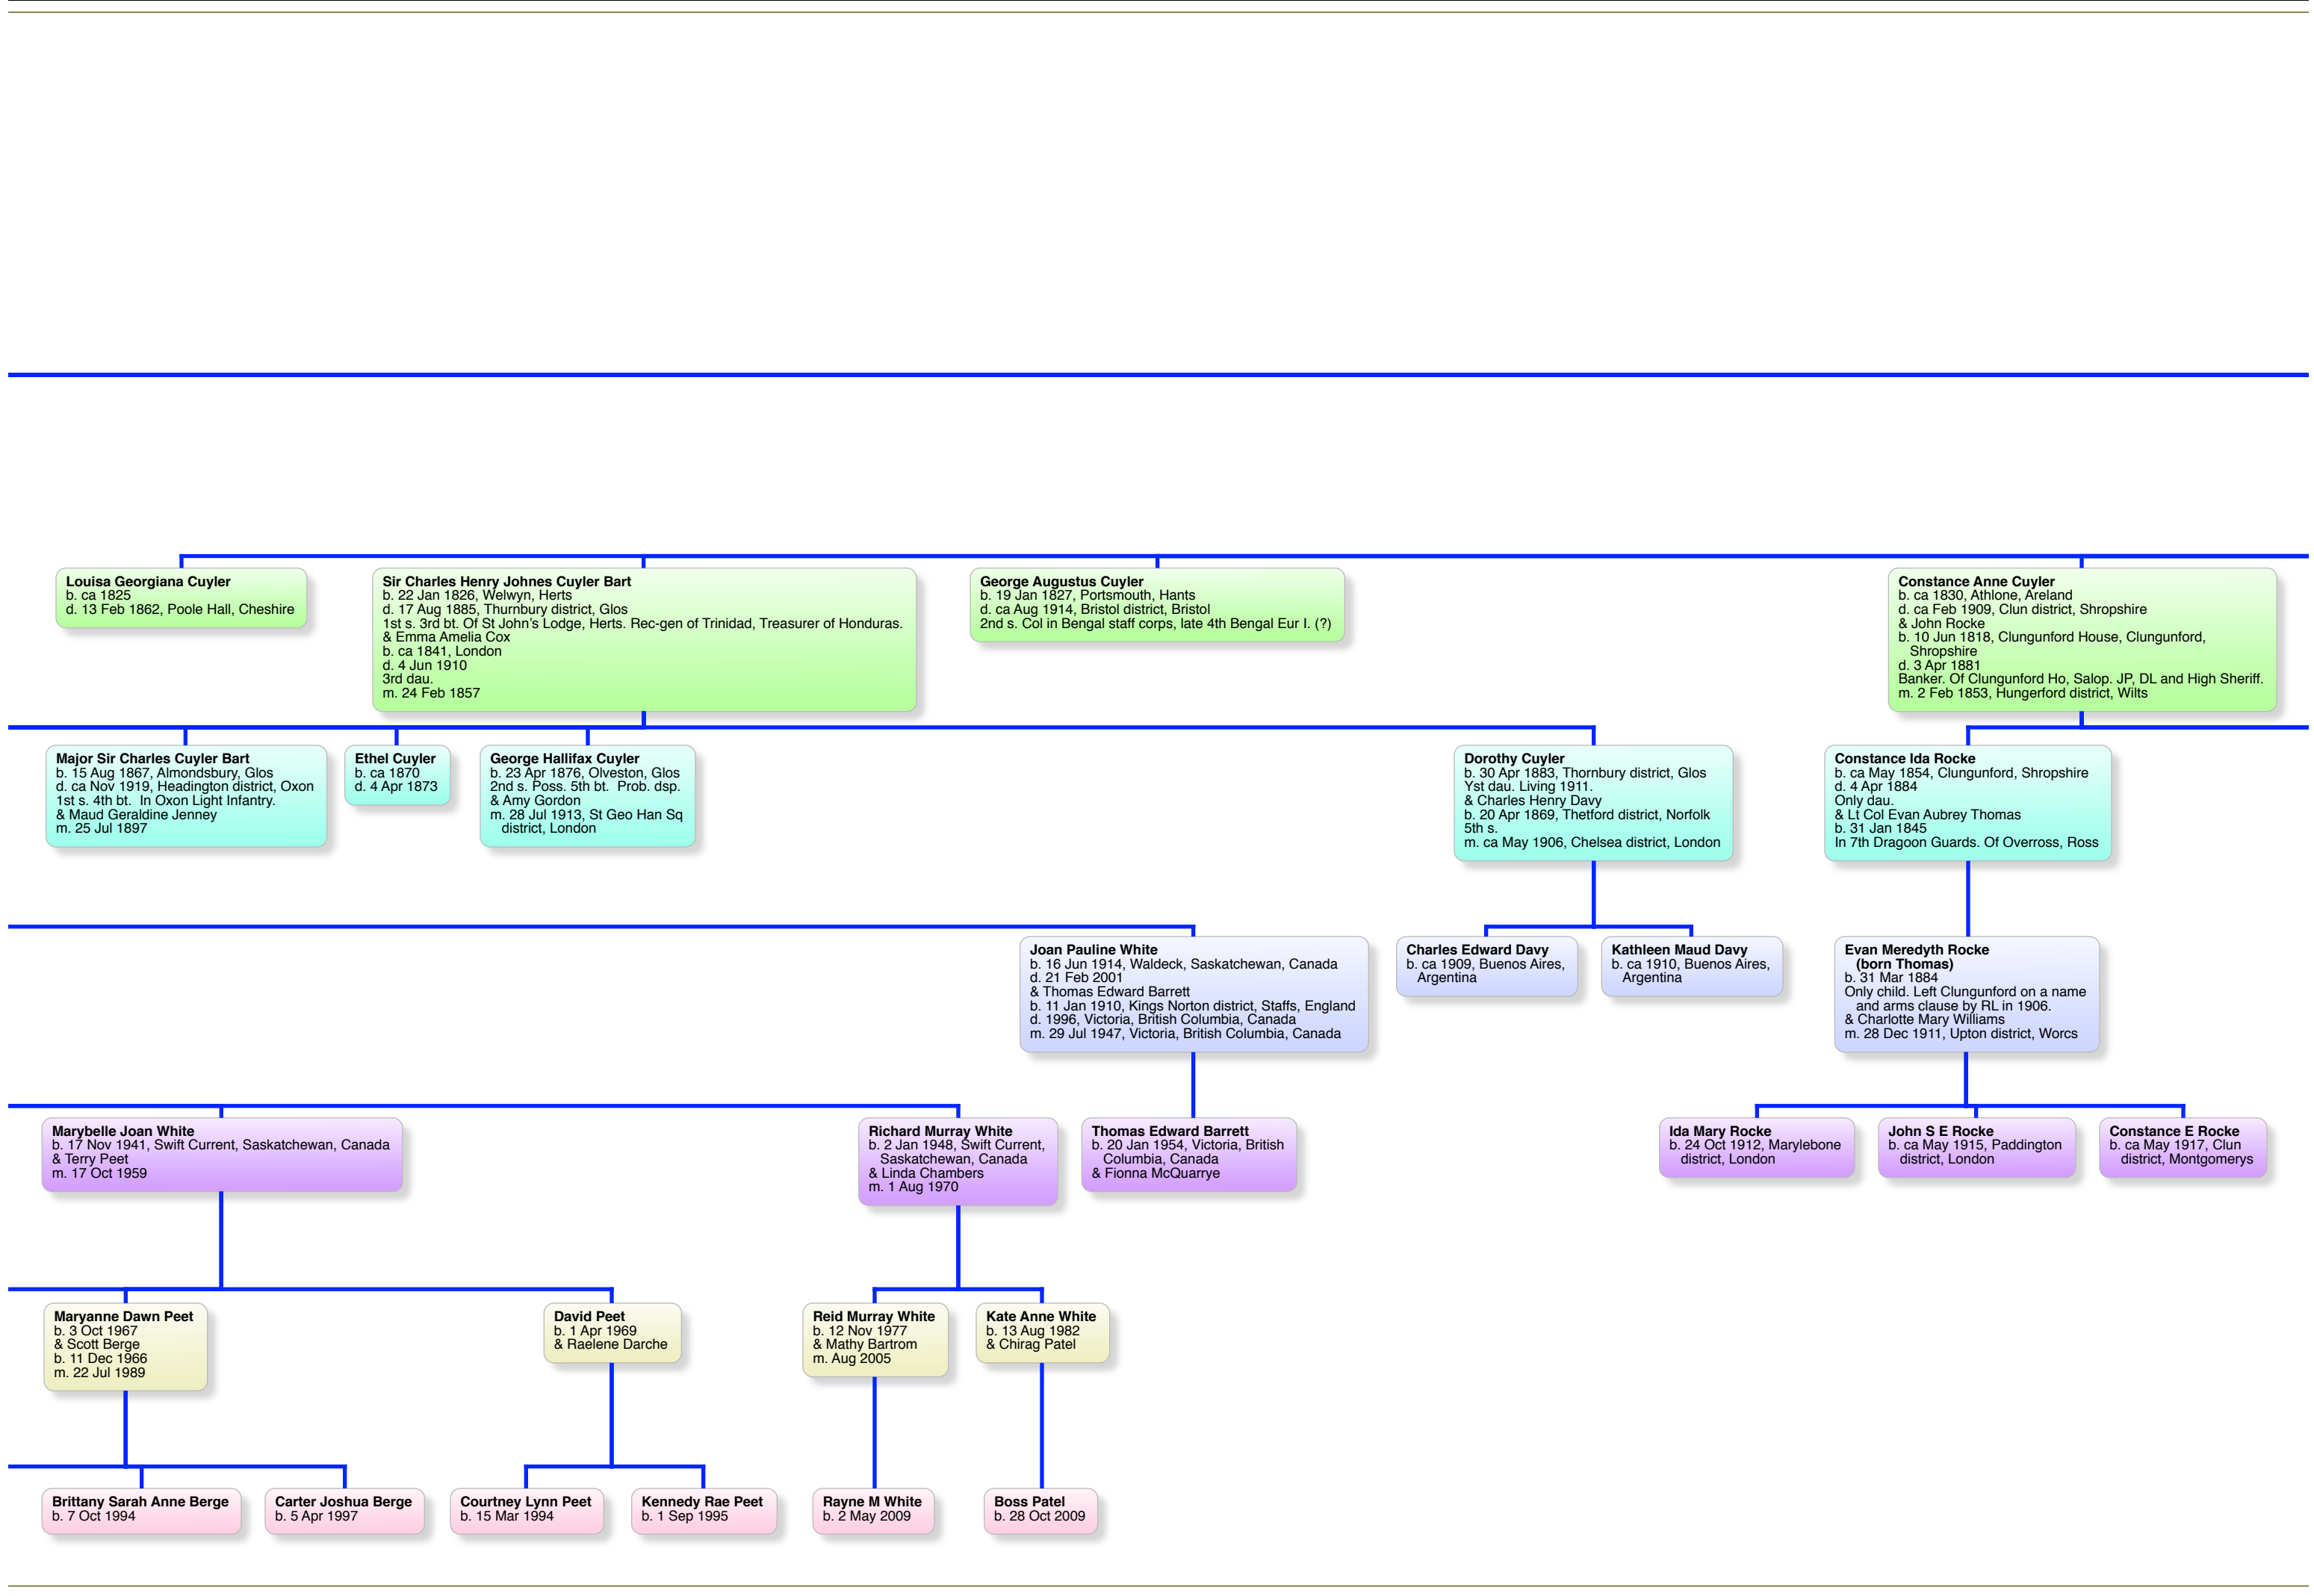 Louisa Georgiana Cuyler
b. ca 1825
d. 13 Feb 1862, Poole Hall, Cheshire
Sir Charles Henry Johnes Cuyler Bart
b. 22 Jan 1826, Welwyn, Herts
d. 17 Aug 1885, Thurnbury district, Glos
1st s. 3rd bt. Of St John's Lodge, Herts. Rec-gen of Trinidad, Treasurer of Honduras.
& Emma Amelia Cox
b. ca 1841, London
d. 4 Jun 1910
3rd dau.
m. 24 Feb 1857
George Augustus Cuyler
b. 19 Jan 1827, Portsmouth, Hants
d. ca Aug 1914, Bristol district, Bristol
2nd s. Col in Bengal staff corps, late 4th Bengal Eur I. (?)
Constance Anne Cuyler
b. ca 1830, Athlone, Areland
d. ca Feb 1909, Clun district, Shropshire
& John Rocke
b. 10 Jun 1818, Clungunford House, Clungunford,
Shropshire
d. 3 Apr 1881
Banker. Of Clungunford Ho, Salop. JP, DL and High Sheriff.
m. 2 Feb 1853, Hungerford district, Wilts
Major Sir Charles Cuyler Bart
b. 15 Aug 1867, Almondsbury, Glos
d. ca Nov 1919, Headington district, Oxon
1st s. 4th bt. In Oxon Light Infantry.
& Maud Geraldine Jenney
m. 25 Jul 1897
Ethel Cuyler
b. ca 1870
d. 4 Apr 1873
George Hallifax Cuyler
b. 23 Apr 1876, Olveston, Glos
2nd s. Poss. 5th bt. Prob. dsp.
& Amy Gordon
m. 28 Jul 1913, St Geo Han Sq
district, London
Dorothy Cuyler
b. 30 Apr 1883, Thornbury district, Glos
Yst dau. Living 1911.
& Charles Henry Davy
b. 20 Apr 1869, Thetford district, Norfolk
5th s.
m. ca May 1906, Chelsea district, London
Constance Ida Rocke
b. ca May 1854, Clungunford, Shropshire
d. 4 Apr 1884
Only dau.
& Lt Col Evan Aubrey Thomas
b. 31 Jan 1845
In 7th Dragoon Guards. Of Overross, Ross
Joan Pauline White
b. 16 Jun 1914, Waldeck, Saskatchewan, Canada
d. 21 Feb 2001
& Thomas Edward Barrett
b. 11 Jan 1910, Kings Norton district, Staffs, England
d. 1996, Victoria, British Columbia, Canada
m. 29 Jul 1947, Victoria, British Columbia, Canada
Charles Edward Davy
b. ca 1909, Buenos Aires,
Argentina
Kathleen Maud Davy
b. ca 1910, Buenos Aires,
Argentina
Evan Meredyth Rocke
(born Thomas)
b. 31 Mar 1884
Only child. Left Clungunford on a name
and arms clause by RL in 1906.
& Charlotte Mary Williams
m. 28 Dec 1911, Upton district, Worcs
Marybelle Joan White
b. 17 Nov 1941, Swift Current, Saskatchewan, Canada
& Terry Peet
m. 17 Oct 1959
Richard Murray White
b. 2 Jan 1948, Swift Current,
Saskatchewan, Canada
& Linda Chambers
m. 1 Aug 1970
Thomas Edward Barrett
b. 20 Jan 1954, Victoria, British
Columbia, Canada
& Fionna McQuarrye
Ida Mary Rocke
b. 24 Oct 1912, Marylebone
district, London
John S E Rocke
b. ca May 1915, Paddington
district, London
Constance E Rocke
b. ca May 1917, Clun
district, Montgomerys
Maryanne Dawn Peet
b. 3 Oct 1967
& Scott Berge
b. 11 Dec 1966
m. 22 Jul 1989
David Peet
b. 1 Apr 1969
& Raelene Darche
Reid Murray White
b. 12 Nov 1977
& Mathy Bartrom
m. Aug 2005
Kate Anne White
b. 13 Aug 1982
& Chirag Patel
Brittany Sarah Anne Berge
b. 7 Oct 1994
Carter Joshua Berge
b. 5 Apr 1997
Courtney Lynn Peet
b. 15 Mar 1994
Kennedy Rae Peet
b. 1 Sep 1995
Rayne M White
b. 2 May 2009
Boss Patel
b. 28 Oct 2009